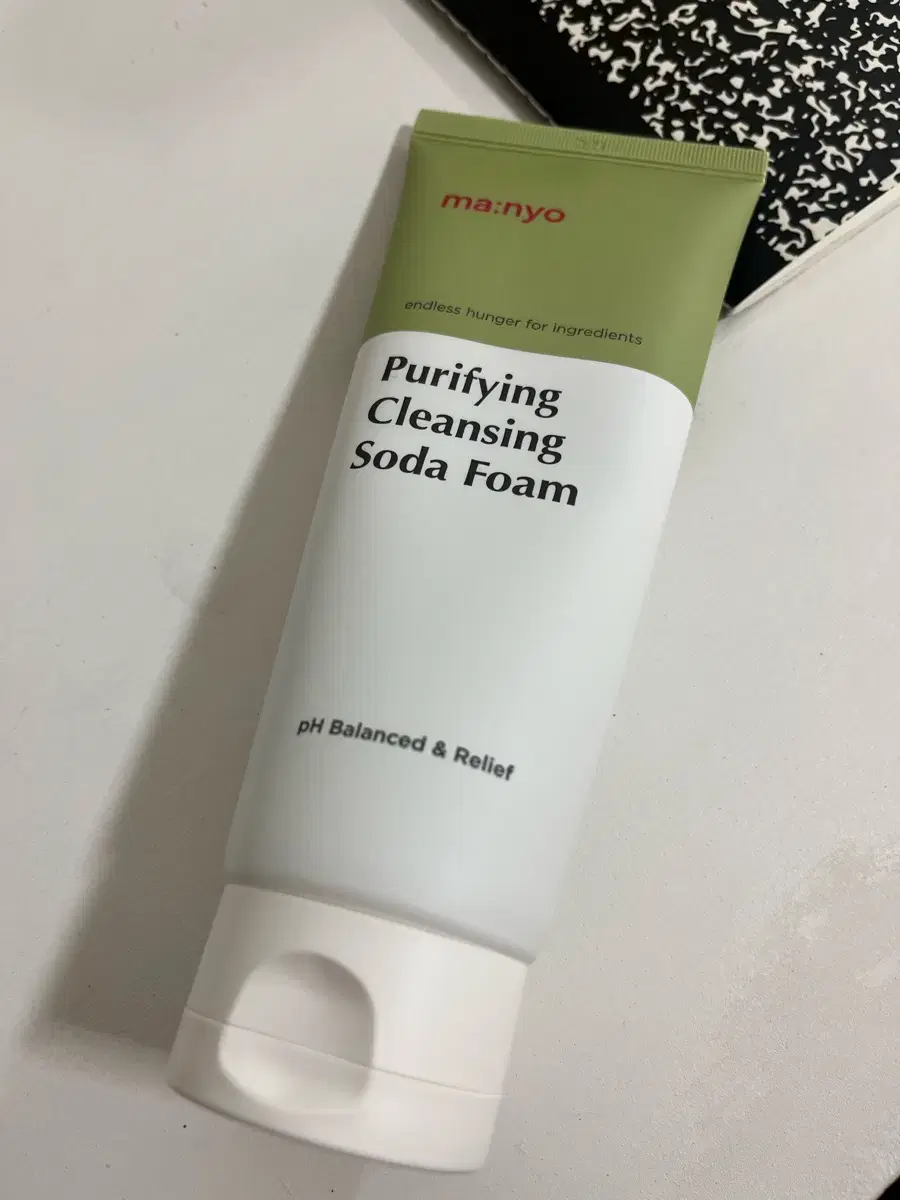 ma:nyo
endless hunger for ingredients
Purifying
Cleansing
Soda Foam
pH Balanced & Relief